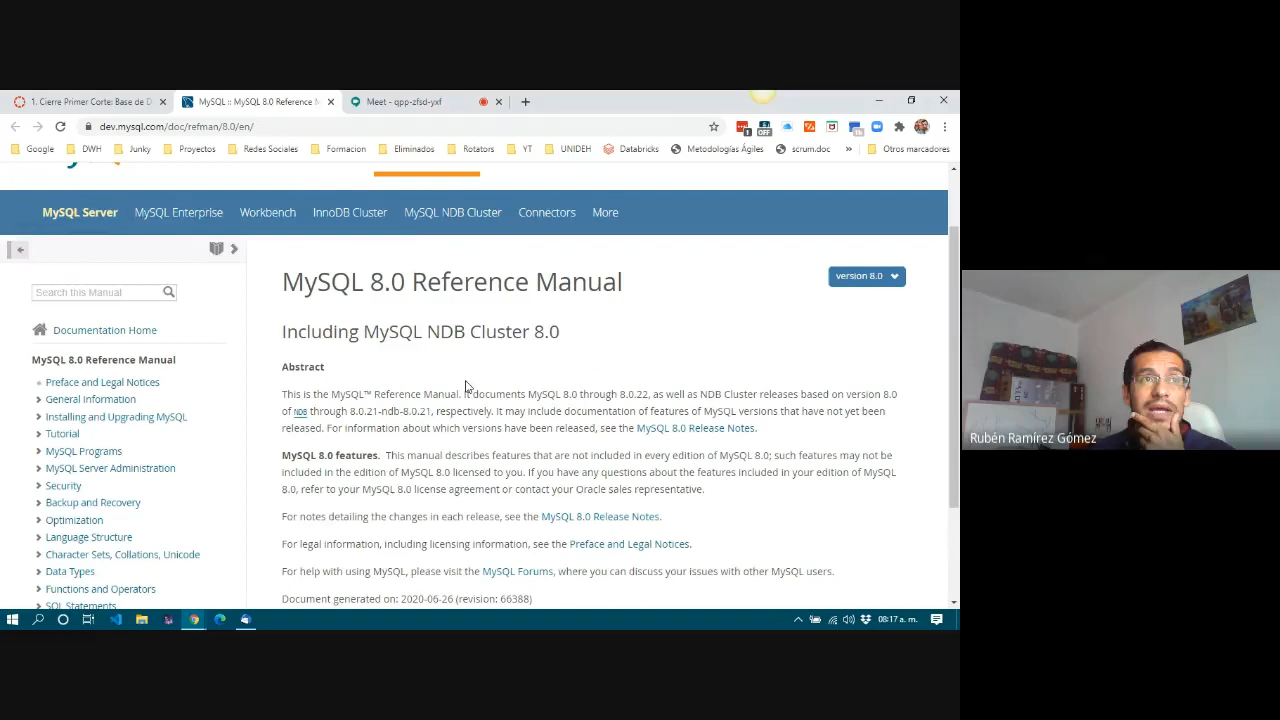 1. Cierre Primer Corte: Base de D
MySQL :: MySQL 8.0 Reference M
Meet - qpp-zfsd-yxf
dev.mysql.com/doc/refman/8.0/en/
1
OFF
Google
DWH
Junky
Proyectos
Redes Sociales
Formacion
Eliminados
Rotators
YT
UNIDEH
Databricks
Metodologías Ágiles
scrum.doc
»
Otros marcadores
MySQL Server
MySQL Enterprise
Workbench
InnoDB Cluster
MySQL NDB Cluster
Connectors
More
Search this Manual
Documentation Home
MySQL 8.0 Reference Manual
Preface and Legal Notices
General Information
Installing and Upgrading MySQL
Tutorial
MySQL Programs
MySQL Server Administration
Security
Backup and Recovery
Optimization
Language Structure
Character Sets, Collations, Unicode
Data Types
Functions and Operators
SQL Statements
MySQL 8.0 Reference Manual
version 8.0
Including MySQL NDB Cluster 8.0
Abstract
This is the MySQL™ Reference Manual. It documents MySQL 8.0 through 8.0.22, as well as NDB Cluster releases based on version 8.0
of NDB through 8.0.21-ndb-8.0.21, respectively. It may include documentation of features of MySQL versions that have not yet been
released. For information about which versions have been released, see the MySQL 8.0 Release Notes.
MySQL 8.0 features. This manual describes features that are not included in every edition of MySQL 8.0; such features may not be
included in the edition of MySQL 8.0 licensed to you. If you have any questions about the features included in your edition of MySQL
8.0, refer to your MySQL 8.0 license agreement or contact your Oracle sales representative.
For notes detailing the changes in each release, see the MySQL 8.0 Release Notes.
For legal information, including licensing information, see the Preface and Legal Notices.
For help with using MySQL, please visit the MySQL Forums, where you can discuss your issues with other MySQL users.
Document generated on: 2020-06-26 (revision: 66388)
08:17 a. m.
Rubén Ramírez Gómez